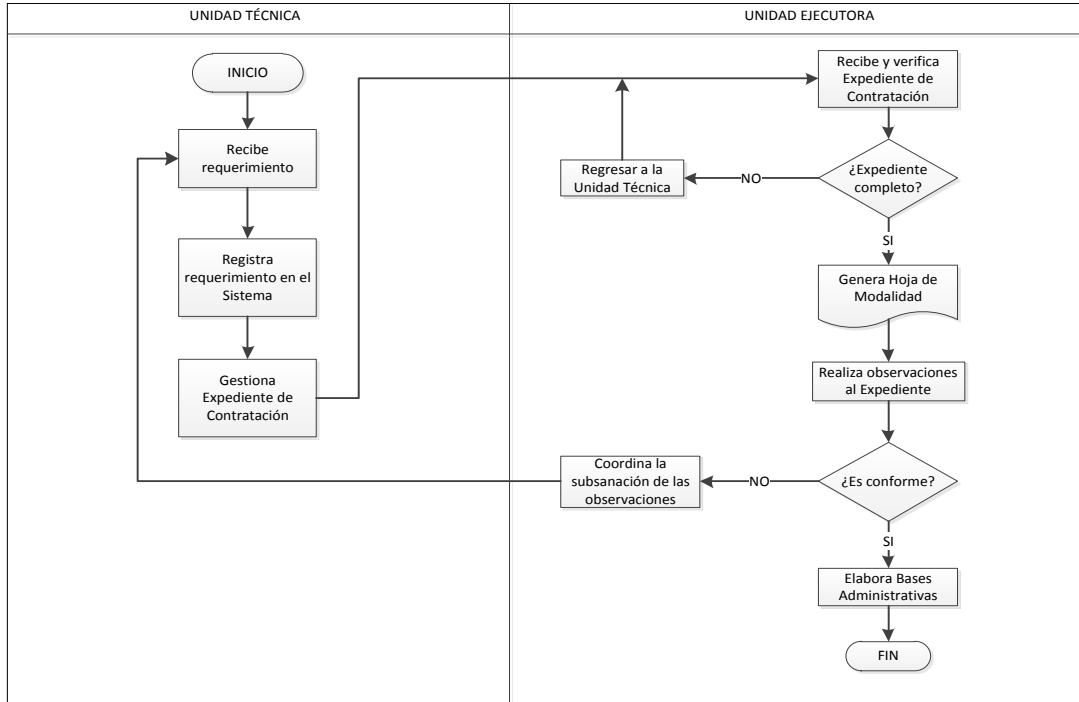 UNIDAD TÉCNICA
UNIDAD EJECUTORA
INICIO
Recibe
requerimiento
Registra
requerimiento en el
Sistema
Gestiona
Expediente de
Contratación
Recibe y verifica
Expediente de
Contratación
¿Expediente
completo?
NO
Regresar a la
Unidad Técnica
SI
Genera Hoja de
Modalidad
Realiza observaciones
al Expediente
¿Es conforme?
NO
Coordina la
subsanación de las
observaciones
SI
Elabora Bases
Administrativas
FIN